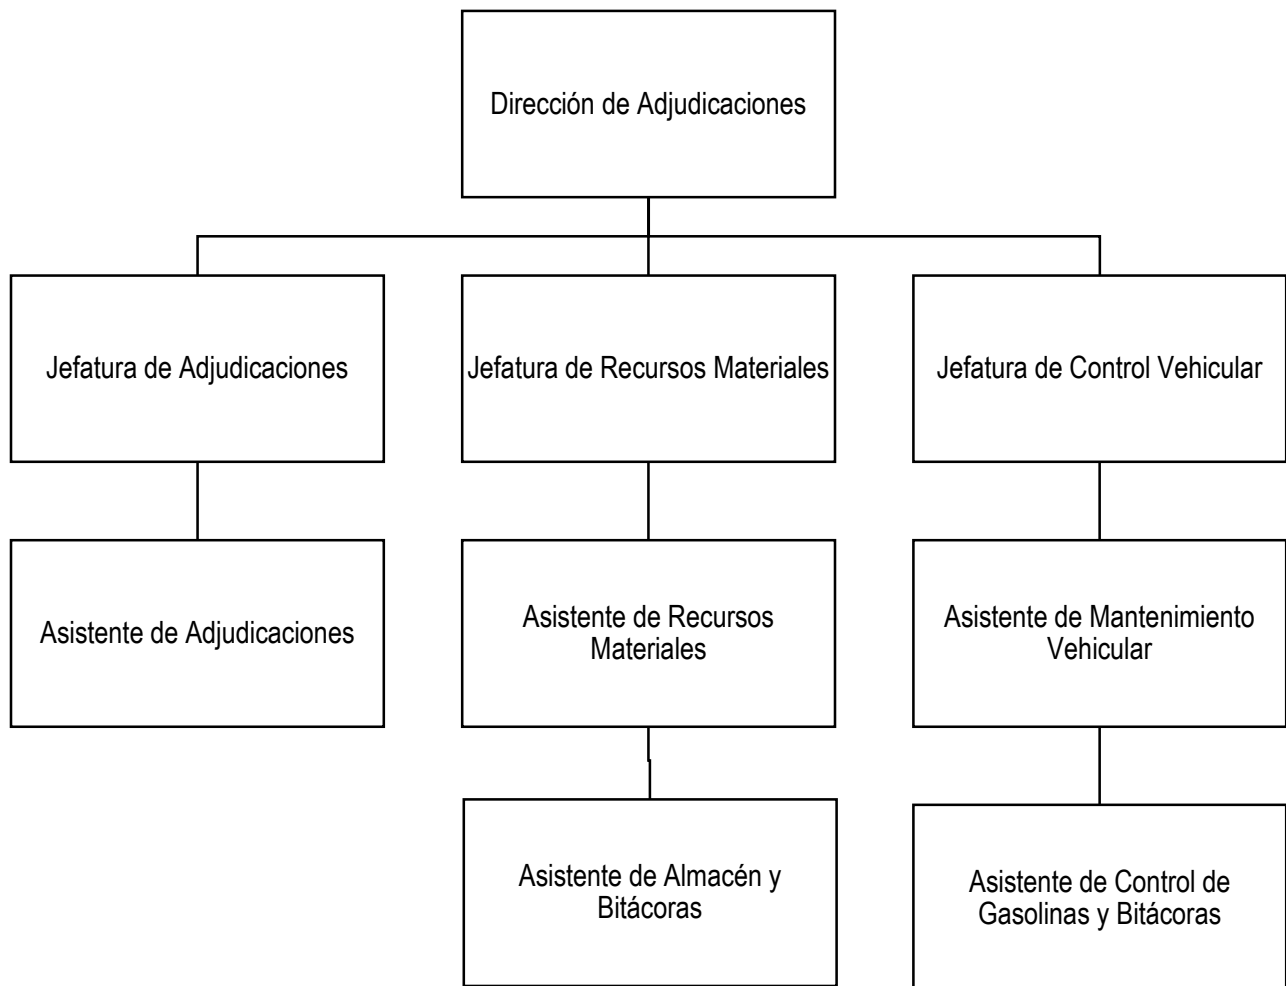 Dirección de Adjudicaciones
Jefatura de Adjudicaciones
Jefatura de Recursos Materiales
Jefatura de Control Vehicular
Asistente de Adjudicaciones
Asistente de Recursos
Materiales
Asistente de Mantenimiento
Vehicular
Asistente de Almacén y
Bitácoras
Asistente de Control de
Gasolinas y Bitácoras